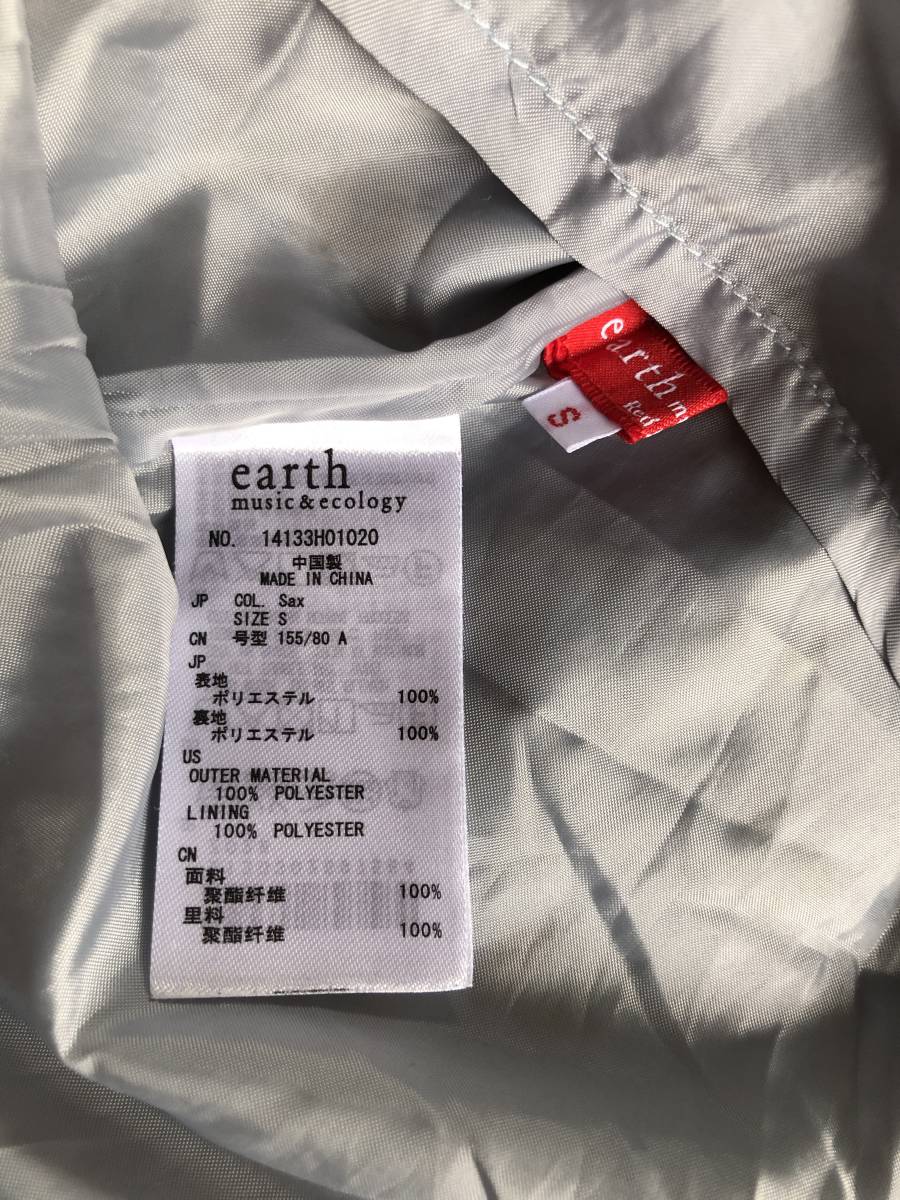 earth
Red
S
earth
music&ecology
NO. 14133H01020
中国製
MADE IN CHINA
JP COL. Sax
SIZE S
CN 号型 155/80 A
JP
表地
ポリエステル 100%
裏地
ポリエステル 100%
US
OUTER MATERIAL
100% POLYESTER
LINING
100% POLYESTER
CN
面料
聚酯纤维 100%
里料
聚酯纤维 100%